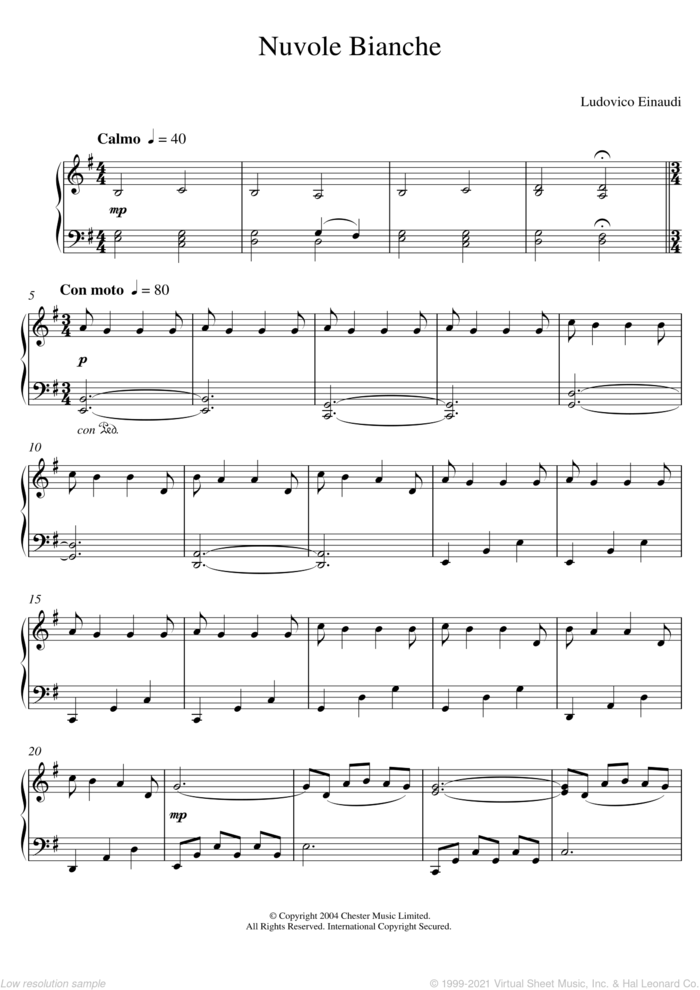 Nuvole Bianche
Ludovico Einaudi
Calmo ♩ = 40
mp
Con moto ♩ = 80
5
p
con Ped.
10
15
20
mp
© Copyright 2004 Chester Music Limited.
All Rights Reserved. International Copyright Secured.
Low resolution sample
© 1999-2021 Virtual Sheet Music, Inc. & Hal Leonard Co.